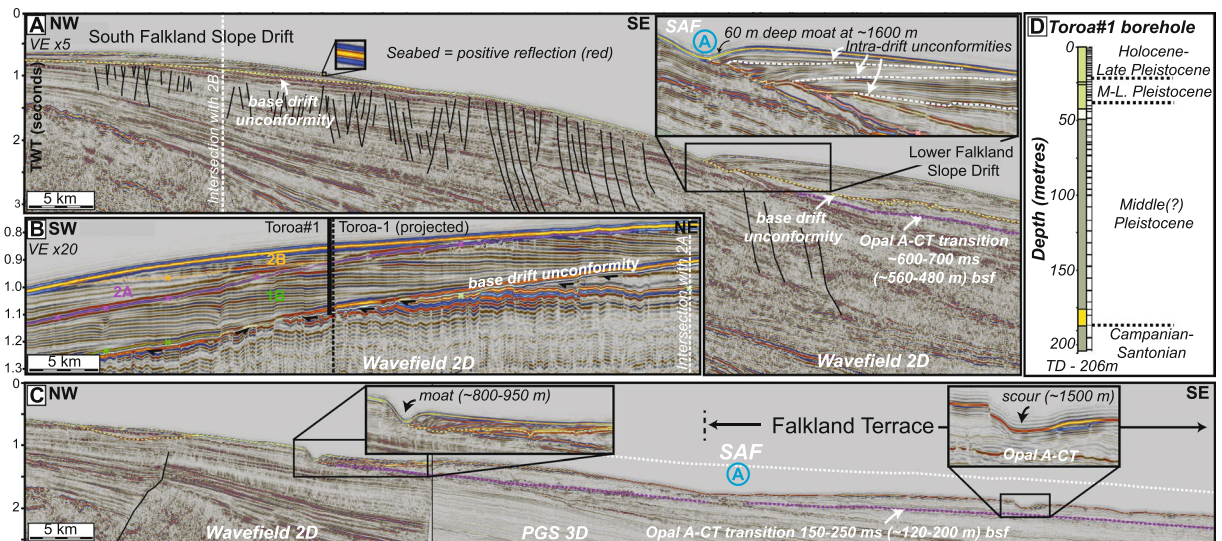 A NW
South Falkland Slope Drift
SE
VE x5
Seabed = positive reflection (red)
TWT (seconds)
0
1
2
3
Intersection with 2B
base drift
unconformity
5 km
SAF
A
60 m deep moat at ~1600 m
Intra-drift unconformities
Lower Falkland
Slope Drift
base drift
unconformity
Opal A-CT transition
~600-700 ms
(~560-480 m) bsf
Wavefield 2D
B SW
VE x20
Toroa#1
Toroa-1 (projected)
NE
0.8
0.9
1.0
1.1
1.2
1.3
2B
2A
1B
base drift unconformity
Intersection with 2A
5 km
Wavefield 2D
C NW
SE
0
1
2
moat (~800-950 m)
Falkland Terrace
scour (~1500 m)
Opal A-CT
SAF
A
5 km
Wavefield 2D
PGS 3D
Opal A-CT transition 150-250 ms (~120-200 m) bsf
D Toroa#1 borehole
Depth (metres)
0
50
100
150
200
Holocene-
Late Pleistocene
M-L. Pleistocene
Middle(?)
Pleistocene
Campanian-
Santonian
TD - 206m